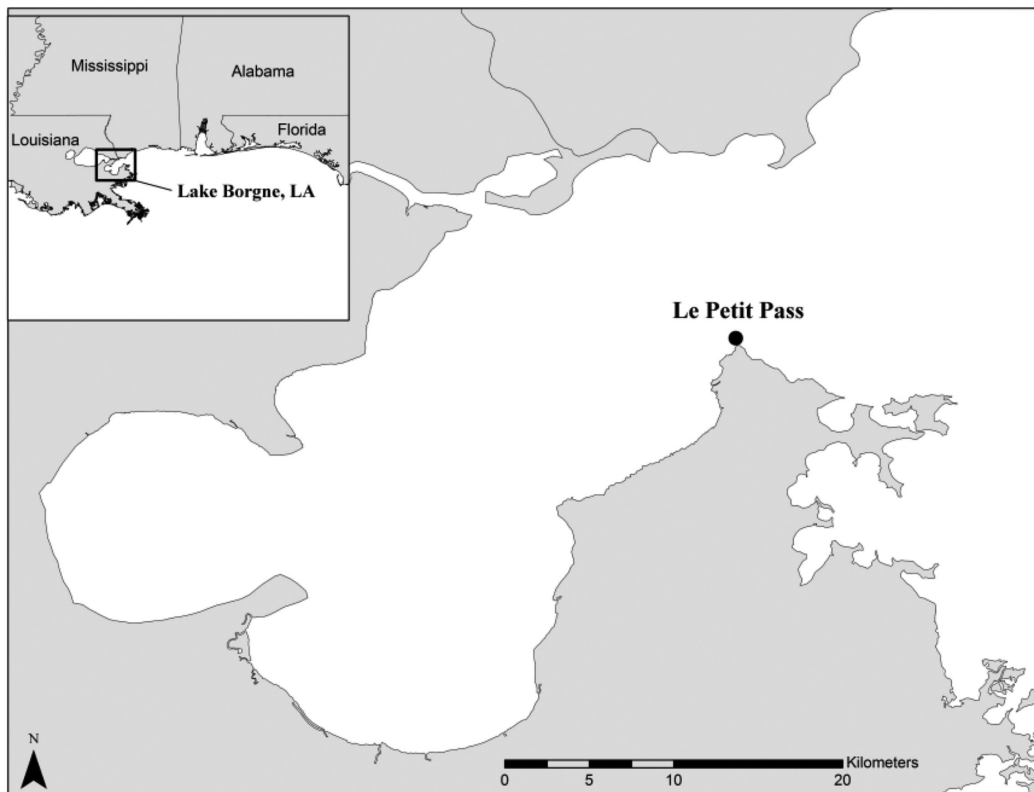 Mississippi
Alabama
Louisiana
Florida
Lake Borgne, LA
Le Petit Pass
N
Kilometers
0 5 10 20